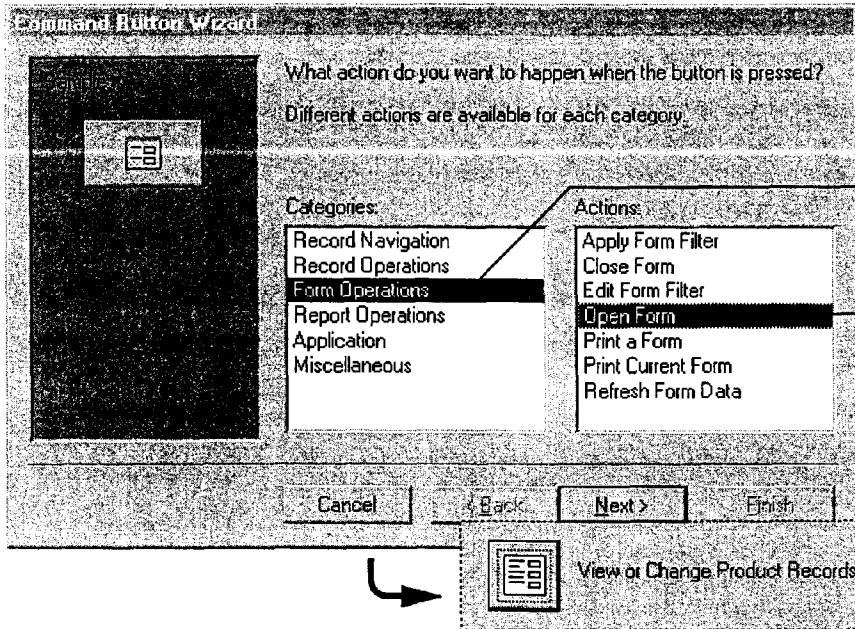 Command Button Wizard
Sample:
What action do you want to happen when the button is pressed?
Different actions are available for each category.
Categories:
Record Navigation
Record Operations
Form Operations
Report Operations
Application
Miscellaneous
Actions:
Apply Form Filter
Close Form
Edit Form Filter
Open Form
Print a Form
Print Current Form
Refresh Form Data
Cancel
< Back
Next >
Finish
View or Change Product Records